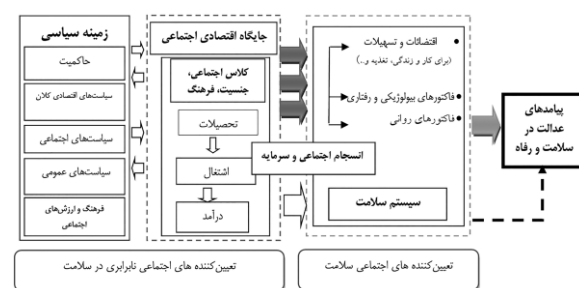 زمینه سیاسی
حاکمیت
سیاست‌های اقتصادی کلان
سیاست‌های اجتماعی
سیاست‌های عمومی
فرهنگ و ارزش‌های
اجتماعی
جایگاه اقتصادی اجتماعی
کلاس اجتماعی،
جنسیت، فرهنگ
تحصیلات
اشتغال
درآمد
انسجام اجتماعی و سرمایه
• اقتضائات و تسهیلات
(برای کار و زندگی، تغذیه و..)
• فاکتورهای بیولوژیکی و رفتاری
• فاکتورهای روانی
سیستم سلامت
پیامدهای
عدالت در
سلامت و رفاه
تعیین‌کننده های اجتماعی نابرابری در سلامت
تعیین‌کننده های اجتماعی سلامت